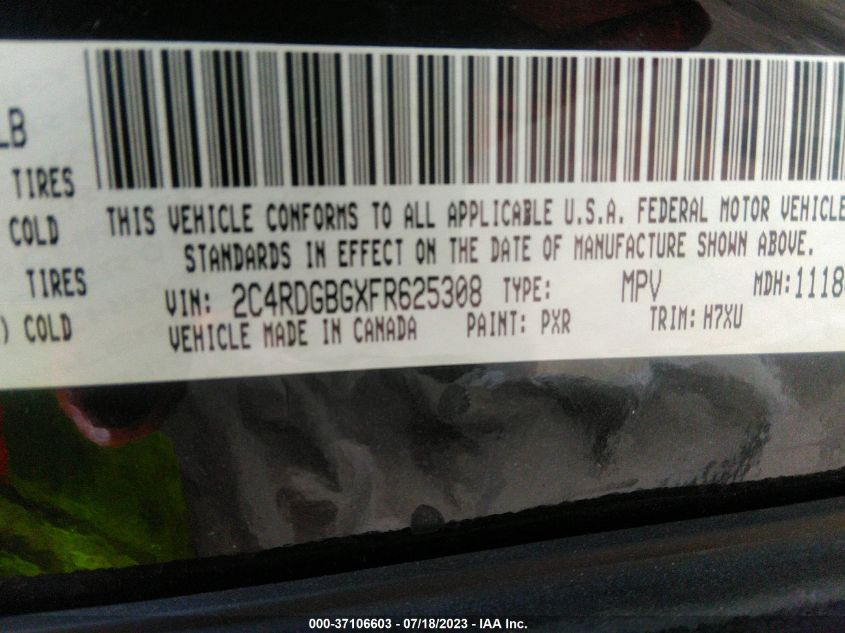 LB
TIRES
COLD
TIRES
) COLD
THIS VEHICLE CONFORMS TO ALL APPLICABLE U.S.A. FEDERAL MOTOR VEHICLE
STANDARDS IN EFFECT ON THE DATE OF MANUFACTURE SHOWN ABOVE.
VIN: 2C4RDGBGXFR625308 TYPE: MPV MDH: 1118
VEHICLE MADE IN CANADA PAINT: PXR TRIM: H7XU
000-37106603 - 07/18/2023 - IAA Inc.